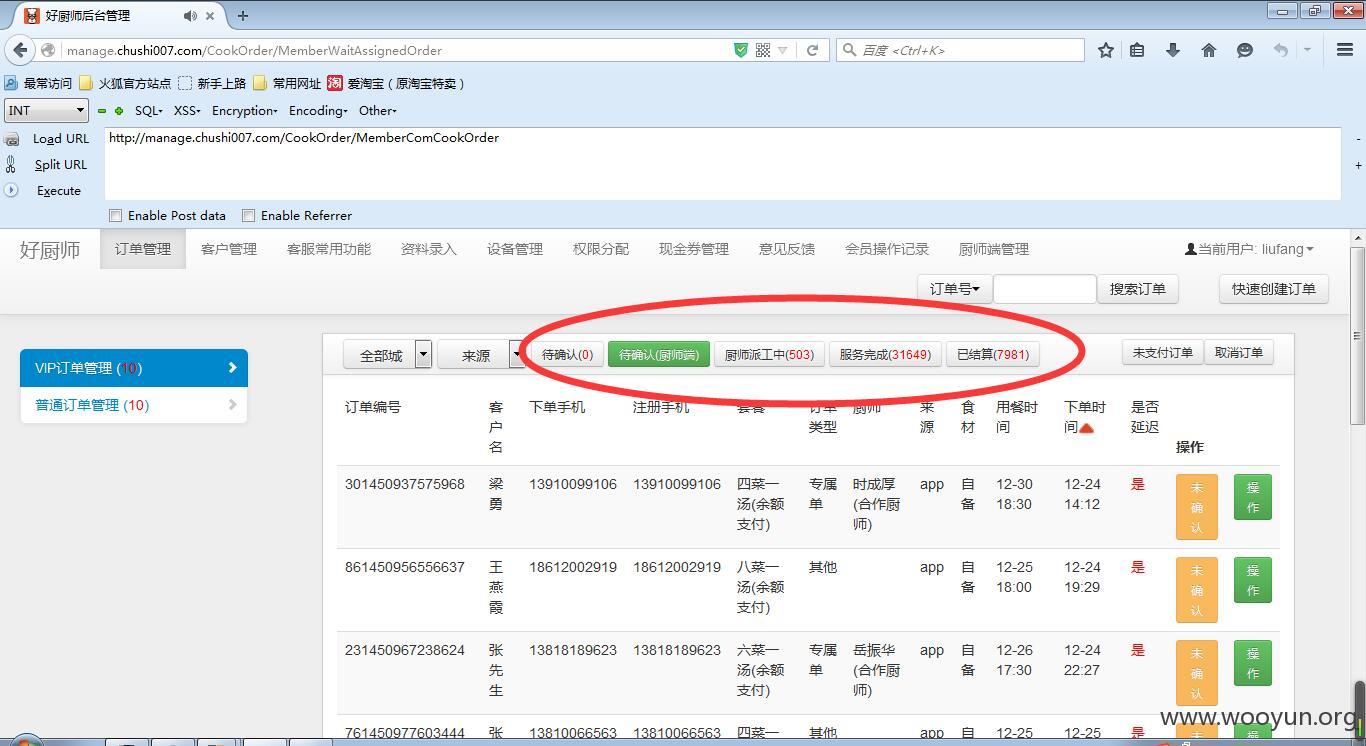 好厨师后台管理
manage.chushi007.com/CookOrder/MemberWaitAssignedOrder
百度 <Ctrl+K>
最常访问 火狐官方站点 新手上路 常用网址 淘 爱淘宝（原淘宝特卖）
INT SQL XSS Encryption Encoding Other
Load URL http://manage.chushi007.com/CookOrder/MemberComCookOrder
Split URL
Execute
Enable Post data Enable Referrer
好厨师 订单管理 客户管理 客服常用功能 资料录入 设备管理 权限分配 现金券管理 意见反馈 会员操作记录 厨师端管理 当前用户: liufang
订单号 搜索订单 快速创建订单
全部城 来源 待确认(0) 待确认(厨师端) 厨师派工中(503) 服务完成(31649) 已结算(7981) 未支付订单 取消订单
VIP订单管理 (10)
普通订单管理 (10)
订单编号 客户名 下单手机 注册手机 套餐 订单类型 厨师 来源 食材 用餐时间 下单时间 是否延迟 操作
301450937575968 梁勇 13910099106 13910099106 四菜一汤(余额支付) 专属单 时成厚(合作厨师) app 自备 12-30 18:30 12-24 14:12 是 未确认 操作
861450956556637 王燕霞 18612002919 18612002919 八菜一汤(余额支付) 其他 app 自备 12-25 18:00 12-24 19:29 是 未确认 操作
231450967238624 张先生 13818189623 13818189623 六菜一汤(余额支付) 专属单 岳振华(合作厨师) app 自备 12-26 17:30 12-24 22:27 是 未确认 操作
761450977603444 张 13810066563 13810066563 四菜一 其他 app 自 12-25 12-25 是 未 操
www.wooyun.org